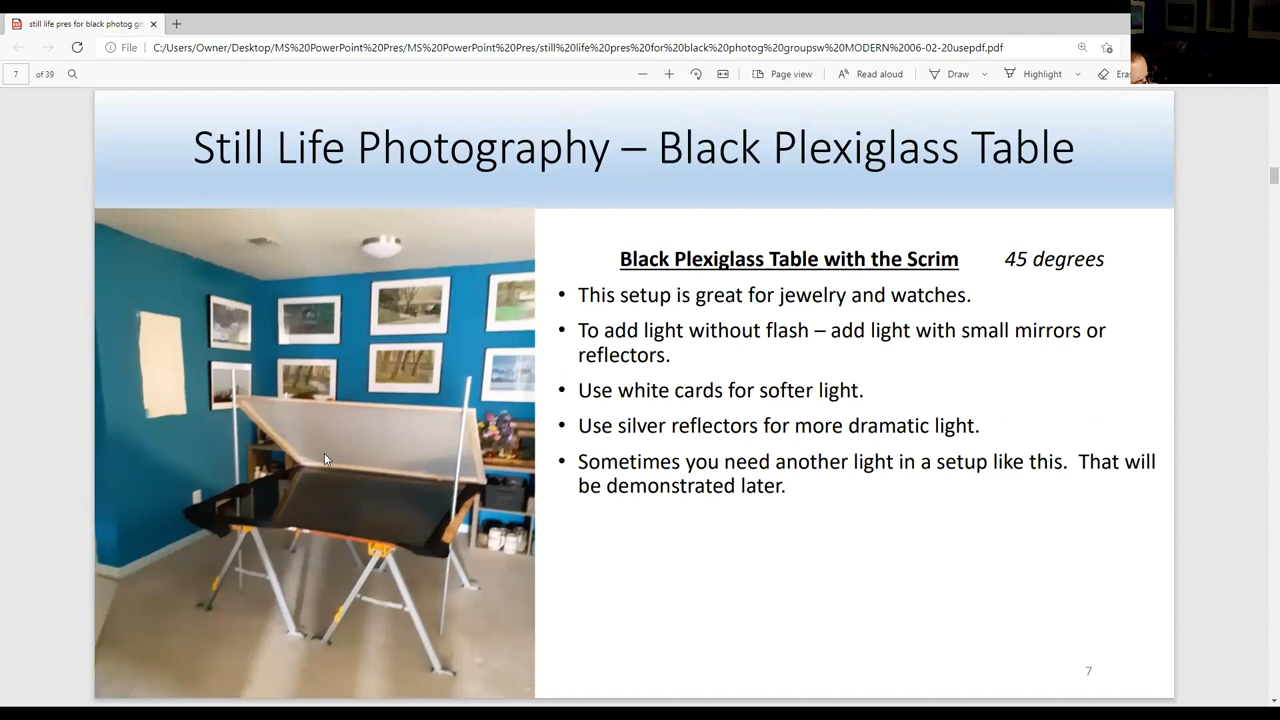 still life pres for black photog gr
File
C:/Users/Owner/Desktop/MS%20PowerPoint%20Pres/MS%20PowerPoint%20Pres/still%20life%20pres%20for%20black%20photog%20groupsw%20MODERN%2006-02-20usepdf.pdf
7 of 39
Page view
Read aloud
Draw
Highlight
Eras
Still Life Photography – Black Plexiglass Table
Black Plexiglass Table with the Scrim 45 degrees
• This setup is great for jewelry and watches.
• To add light without flash – add light with small mirrors or
reflectors.
• Use white cards for softer light.
• Use silver reflectors for more dramatic light.
• Sometimes you need another light in a setup like this. That will
be demonstrated later.
7